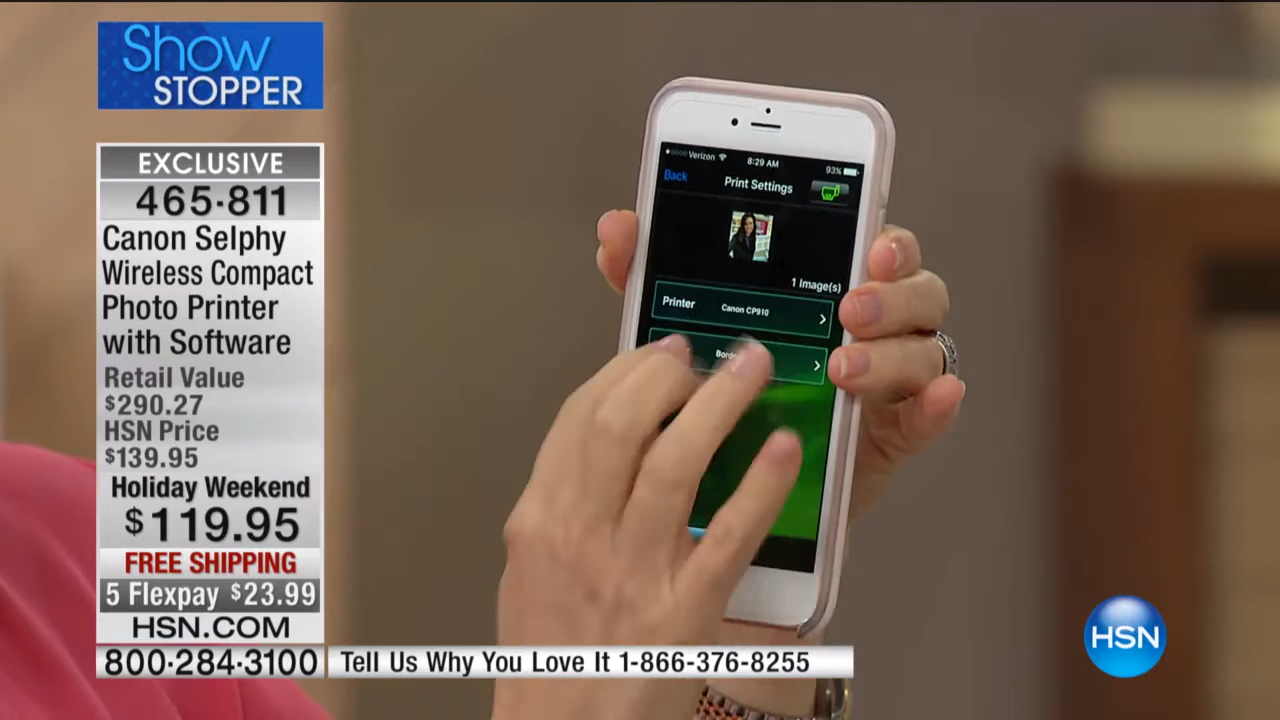 Show
STOPPER
EXCLUSIVE
465·811
Canon Selphy
Wireless Compact
Photo Printer
with Software
Retail Value
$290.27
HSN Price
$139.95
Holiday Weekend
$119.95
FREE SHIPPING
5 Flexpay $23.99
HSN.COM
800·284·3100
Tell Us Why You Love It 1-866-376-8255
HSN
Verizon 8:29 AM 93%
Back Print Settings
1 Image(s)
Printer Canon CP910